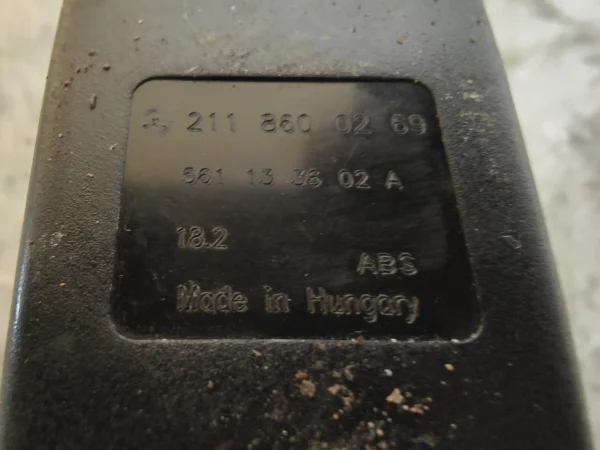 211 860 02 69
561 13 38 02 A
18.2
ABS
Made in Hungary